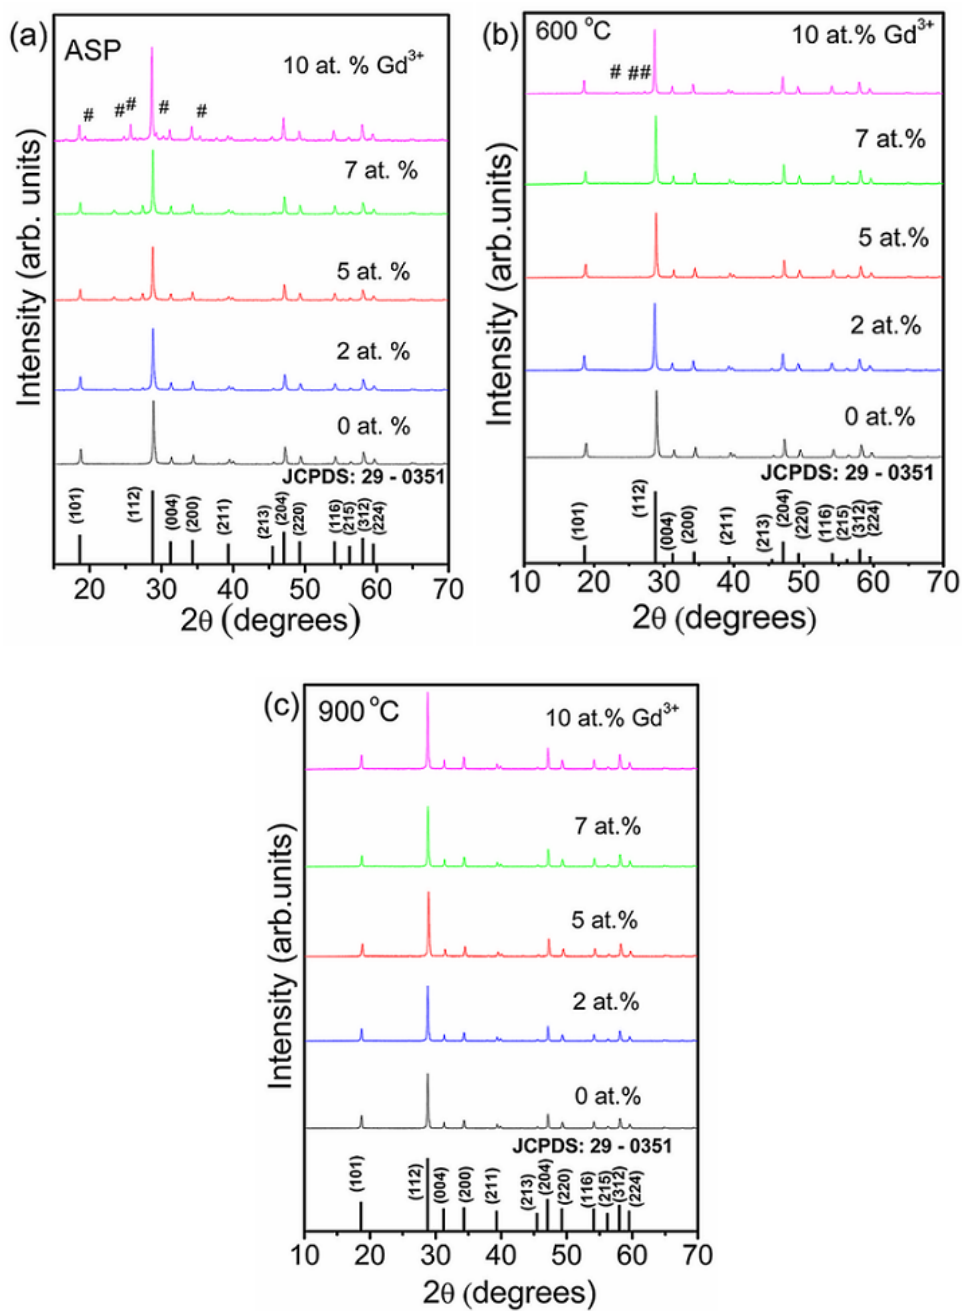 (a)
ASP
10 at. % Gd³⁺
# # # # #
7 at. %
5 at. %
2 at. %
0 at. %
JCPDS: 29 - 0351
(101) (112) (004) (200) (211) (213) (204) (220) (116) (215) (312) (224)
20 30 40 50 60 70
2θ (degrees)
Intensity (arb. units)
(b)
600 °C
10 at.% Gd³⁺
# ##
7 at.%
5 at.%
2 at.%
0 at.%
JCPDS: 29 - 0351
(101) (112) (004) (200) (211) (213) (204) (220) (116) (215) (312) (224)
10 20 30 40 50 60 70
2θ (degrees)
Intensity (arb.units)
(c)
900 °C
10 at.% Gd³⁺
7 at.%
5 at.%
2 at.%
0 at.%
JCPDS: 29 - 0351
(101) (112) (004) (200) (211) (213) (204) (220) (116) (215) (312) (224)
10 20 30 40 50 60 70
2θ (degrees)
Intensity (arb.units)